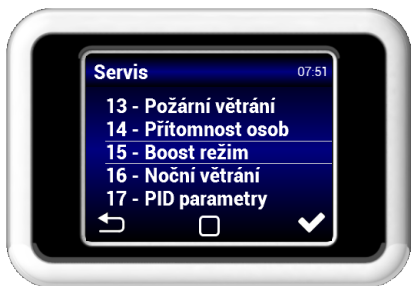 Servis 07:51
13 - Požární větrání
14 - Přítomnost osob
15 - Boost režim
16 - Noční větrání
17 - PID parametry